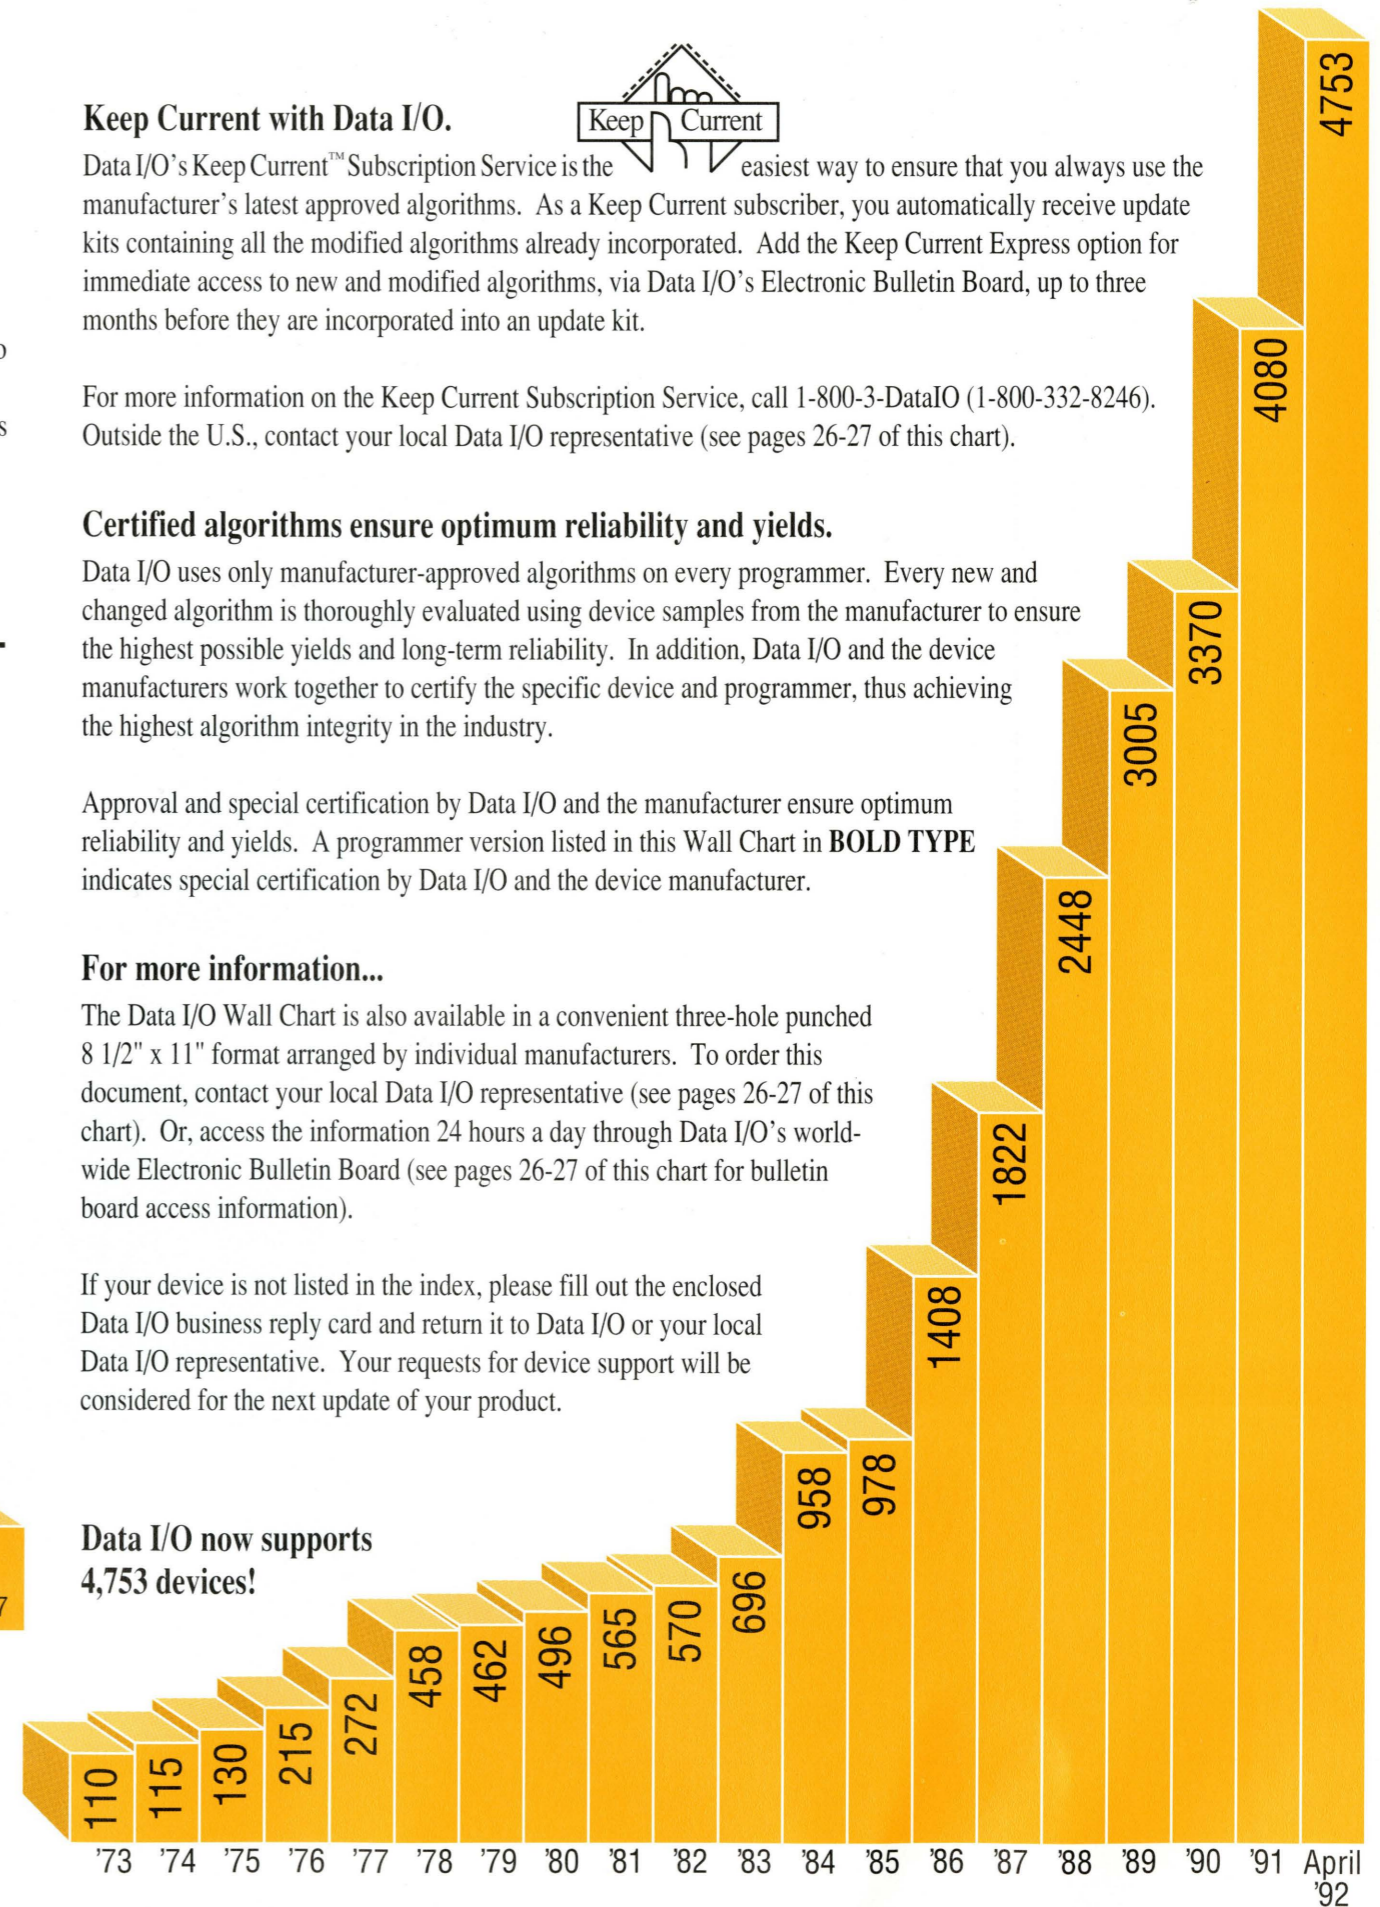 Keep Current with Data I/O.
Keep Current
Data I/O's Keep Current™ Subscription Service is the easiest way to ensure that you always use the
manufacturer's latest approved algorithms. As a Keep Current subscriber, you automatically receive update
kits containing all the modified algorithms already incorporated. Add the Keep Current Express option for
immediate access to new and modified algorithms, via Data I/O's Electronic Bulletin Board, up to three
months before they are incorporated into an update kit.
For more information on the Keep Current Subscription Service, call 1-800-3-DataIO (1-800-332-8246).
Outside the U.S., contact your local Data I/O representative (see pages 26-27 of this chart).
Certified algorithms ensure optimum reliability and yields.
Data I/O uses only manufacturer-approved algorithms on every programmer. Every new and
changed algorithm is thoroughly evaluated using device samples from the manufacturer to ensure
the highest possible yields and long-term reliability. In addition, Data I/O and the device
manufacturers work together to certify the specific device and programmer, thus achieving
the highest algorithm integrity in the industry.
Approval and special certification by Data I/O and the manufacturer ensure optimum
reliability and yields. A programmer version listed in this Wall Chart in BOLD TYPE
indicates special certification by Data I/O and the device manufacturer.
For more information...
The Data I/O Wall Chart is also available in a convenient three-hole punched
8 1/2" x 11" format arranged by individual manufacturers. To order this
document, contact your local Data I/O representative (see pages 26-27 of this
chart). Or, access the information 24 hours a day through Data I/O's world-
wide Electronic Bulletin Board (see pages 26-27 of this chart for bulletin
board access information).
If your device is not listed in the index, please fill out the enclosed
Data I/O business reply card and return it to Data I/O or your local
Data I/O representative. Your requests for device support will be
considered for the next update of your product.
Data I/O now supports
4,753 devices!
110
115
130
215
272
458
462
496
565
570
696
958
978
1408
1822
2448
3005
3370
4080
4753
'73 '74 '75 '76 '77 '78 '79 '80 '81 '82 '83 '84 '85 '86 '87 '88 '89 '90 '91 April
'92